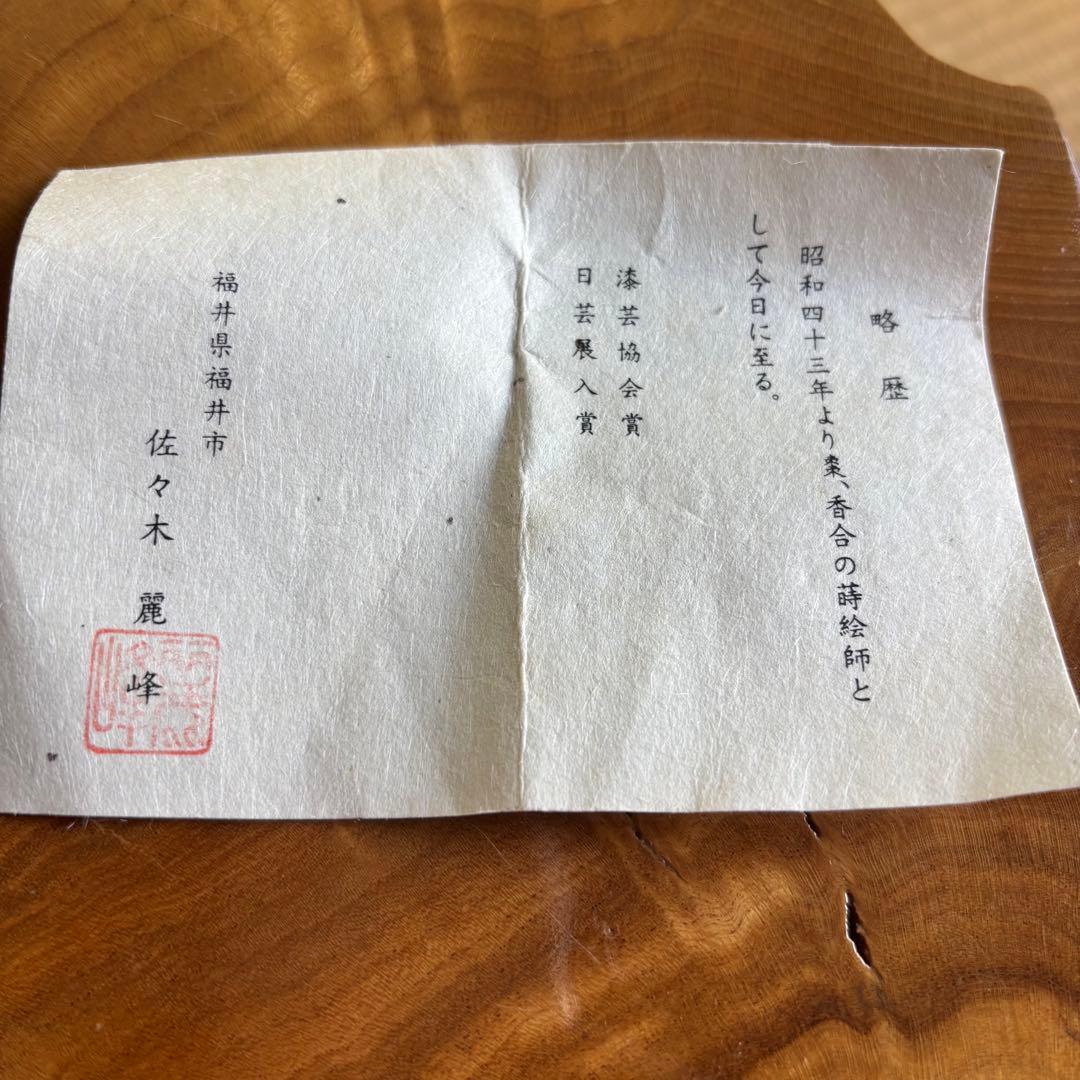 略歴
昭和四十三年より棗、香合の蒔絵師と
して今日に至る。
漆芸協会賞
日芸展入賞
福井県福井市
佐々木麗峰